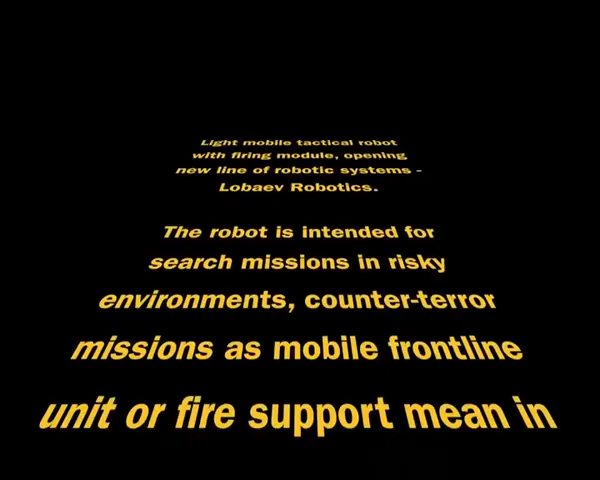 Light mobile tactical robot
with firing module, opening
new line of robotic systems -
Lobaev Robotics.
The robot is intended for
search missions in risky
environments, counter-terror
missions as mobile frontline
unit or fire support mean in